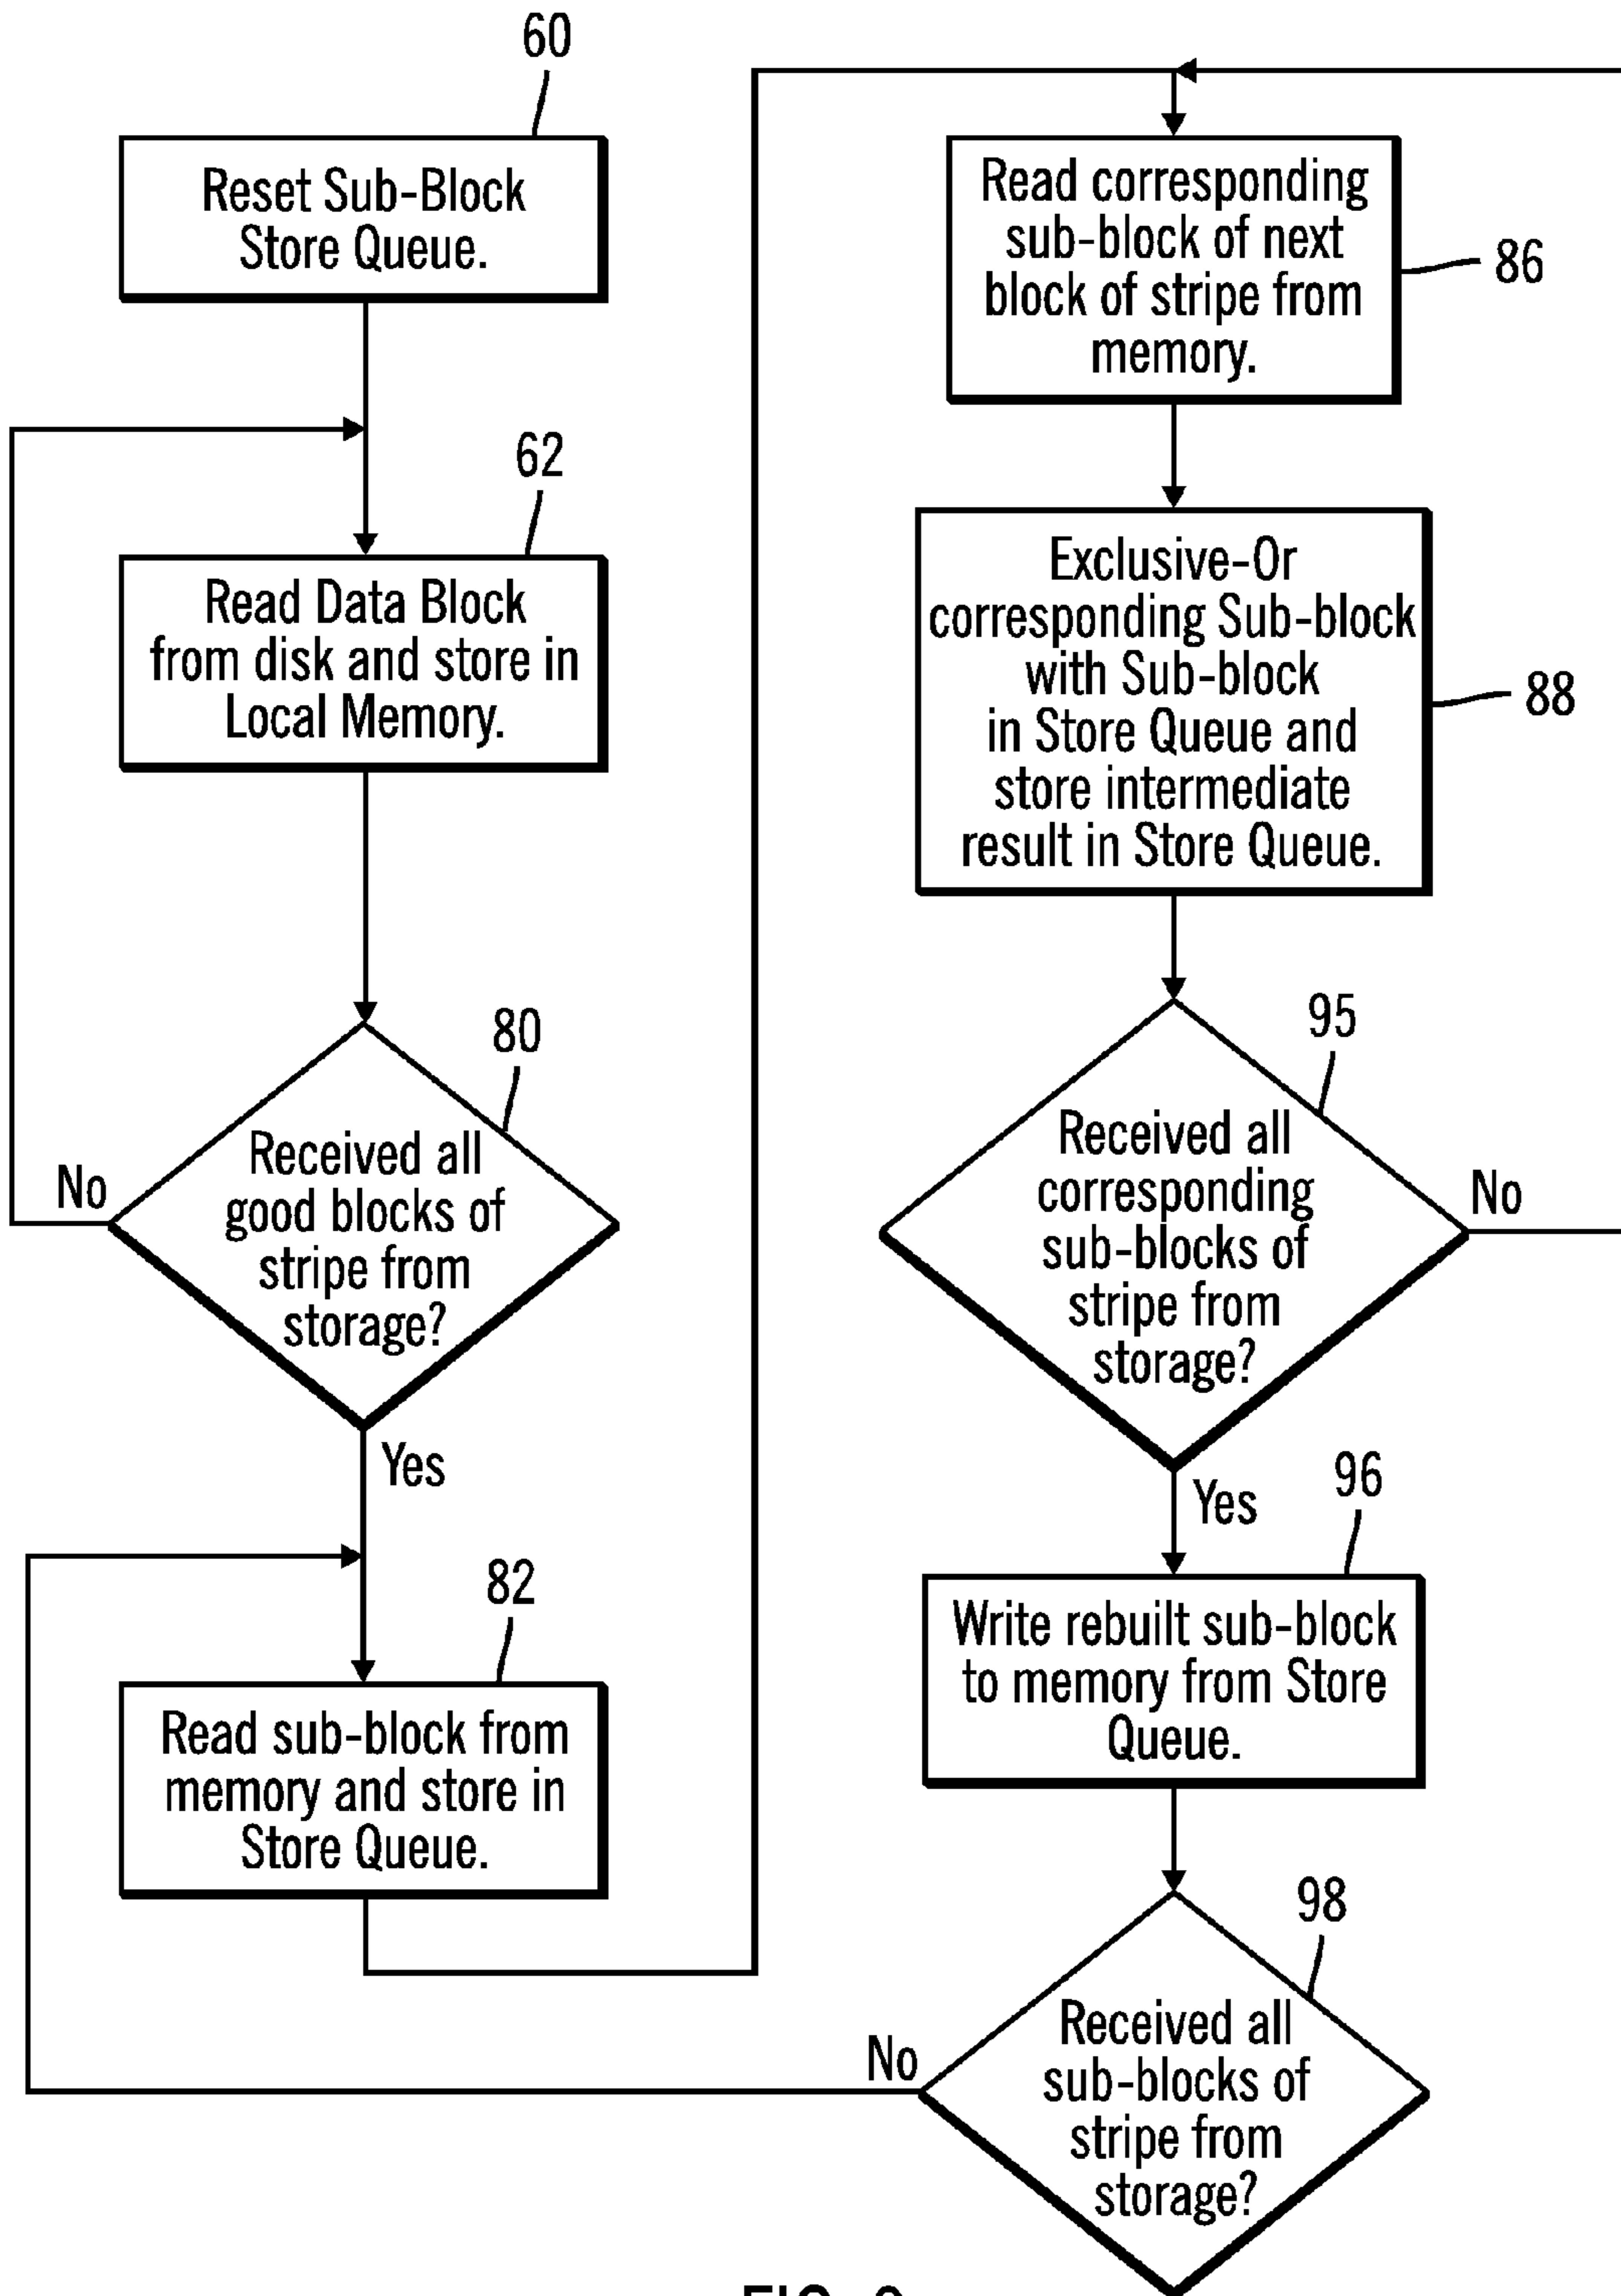 60
Reset Sub-Block
Store Queue.
62
Read Data Block
from disk and store in
Local Memory.
80
Received all
good blocks of
stripe from
storage?
No
Yes
82
Read sub-block from
memory and store in
Store Queue.
Read corresponding
sub-block of next
block of stripe from
memory.
86
Exclusive-Or
corresponding Sub-block
with Sub-block
in Store Queue and
store intermediate
result in Store Queue.
88
95
Received all
corresponding
sub-blocks of
stripe from
storage?
No
Yes
96
Write rebuilt sub-block
to memory from Store
Queue.
98
Received all
sub-blocks of
stripe from
storage?
No
FIG.